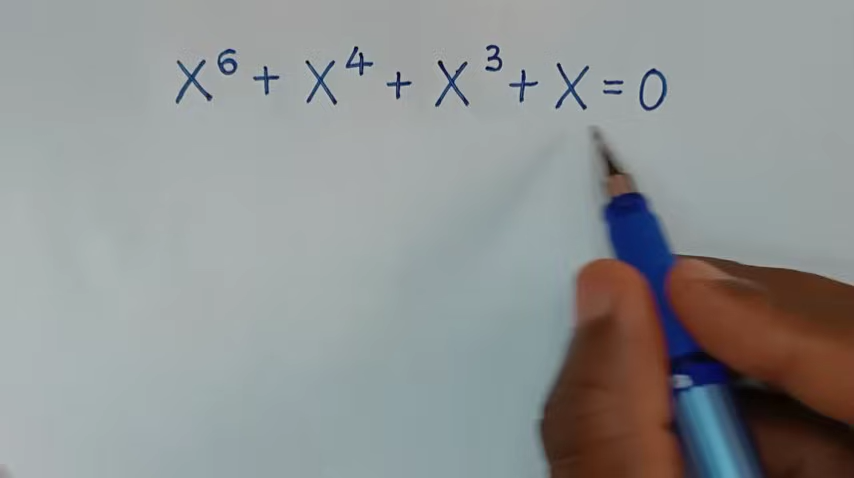 X⁶ + X⁴ + X³ + X = 0